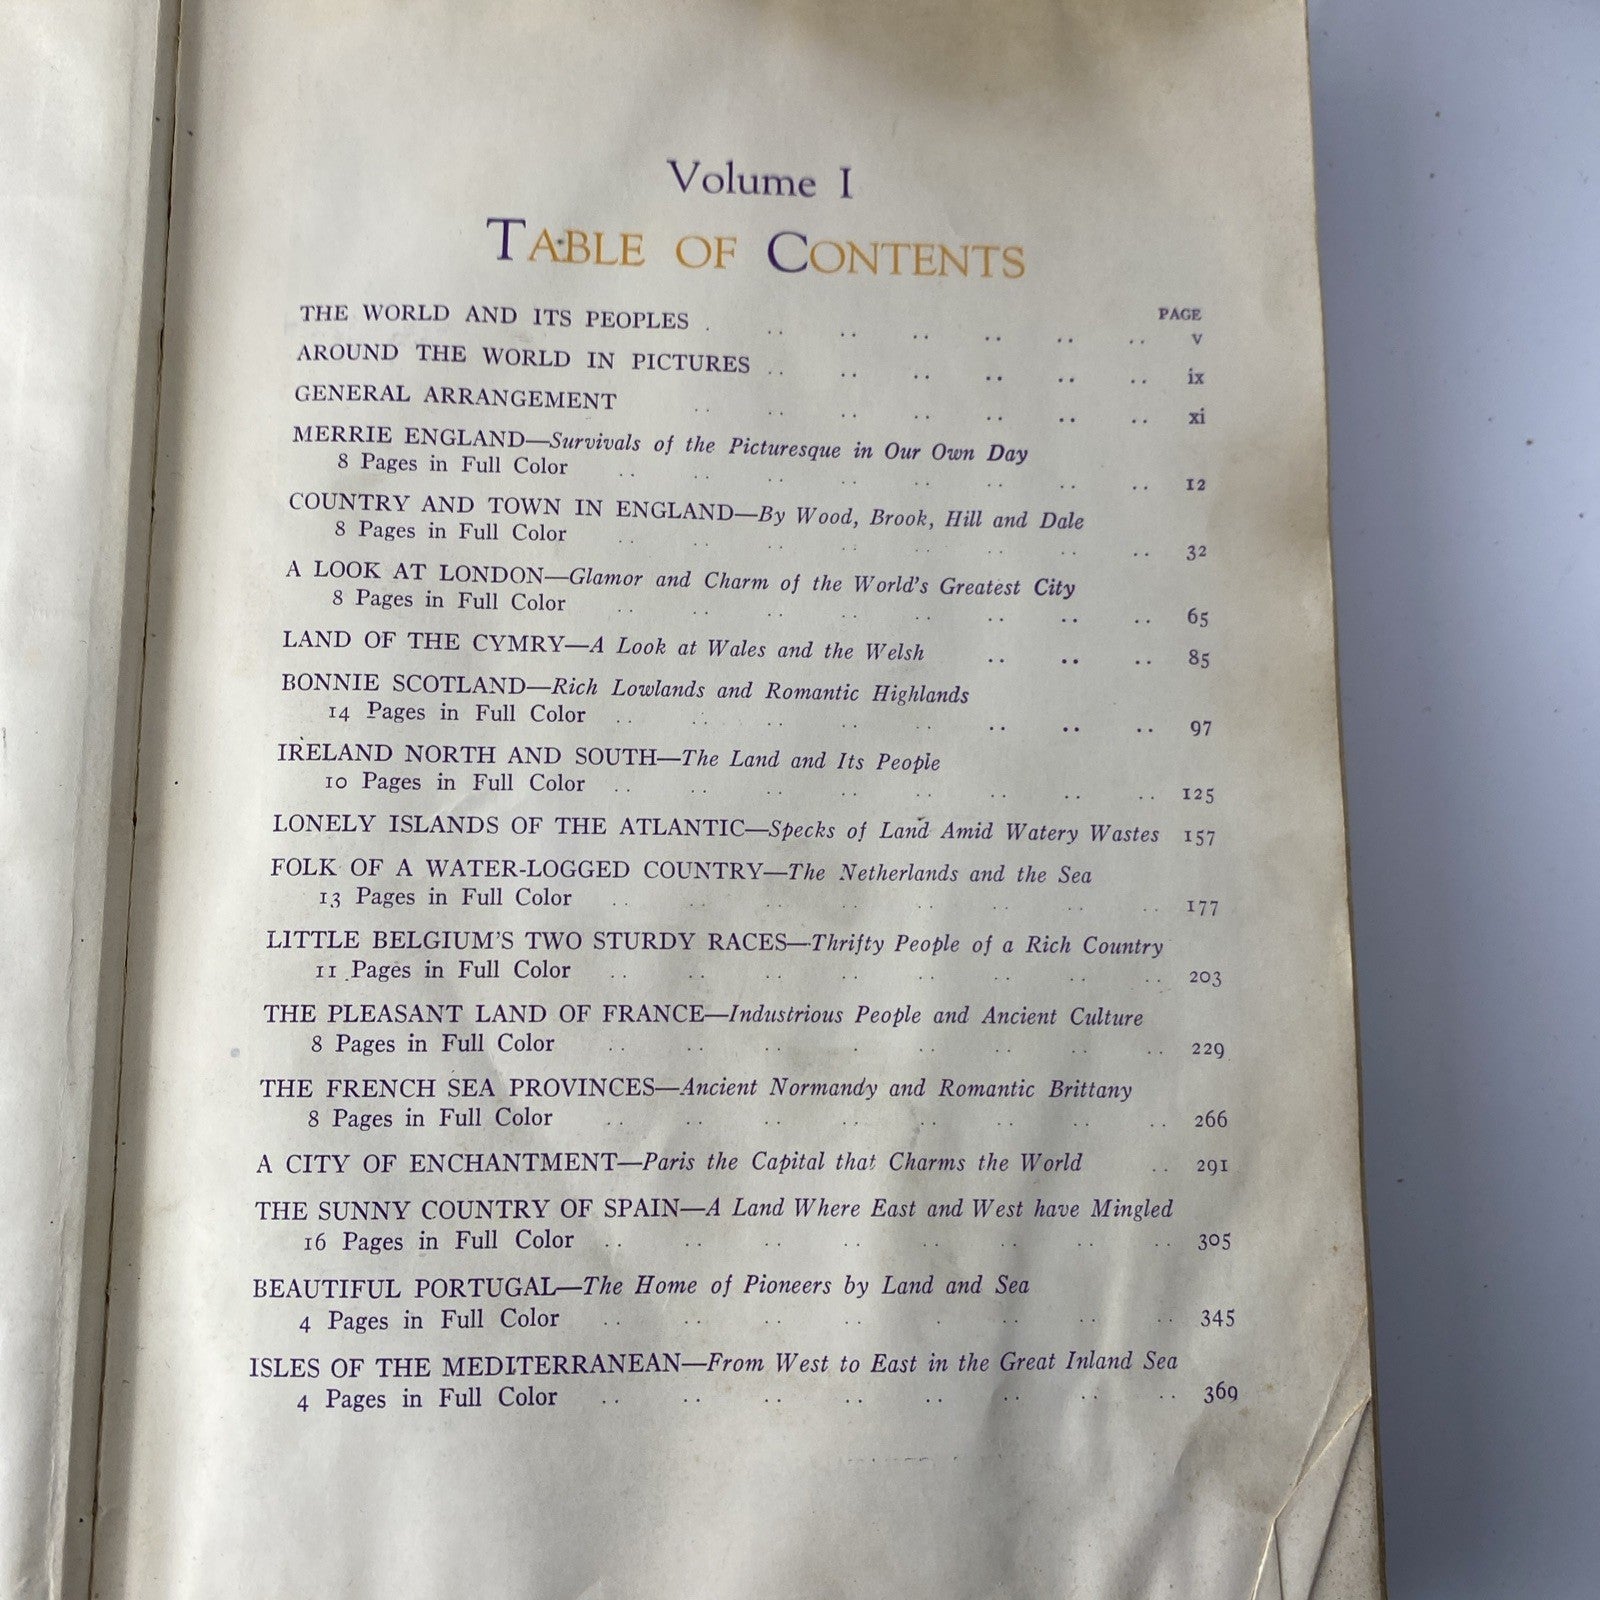 Volume I
TABLE OF CONTENTS
PAGE
THE WORLD AND ITS PEOPLES . .. .. .. .. .. .. v
AROUND THE WORLD IN PICTURES .. .. .. .. .. .. ix
GENERAL ARRANGEMENT .. .. .. .. .. .. .. xi
MERRIE ENGLAND—Survivals of the Picturesque in Our Own Day
8 Pages in Full Color .. .. .. .. .. .. .. .. 12
COUNTRY AND TOWN IN ENGLAND—By Wood, Brook, Hill and Dale
8 Pages in Full Color .. .. .. .. .. .. .. .. 32
A LOOK AT LONDON—Glamor and Charm of the World's Greatest City
8 Pages in Full Color .. .. .. .. .. .. .. .. 65
LAND OF THE CYMRY—A Look at Wales and the Welsh .. .. .. 85
BONNIE SCOTLAND—Rich Lowlands and Romantic Highlands
14 Pages in Full Color .. .. .. .. .. .. .. .. 97
IRELAND NORTH AND SOUTH—The Land and Its People
10 Pages in Full Color .. .. .. .. .. .. .. .. 125
LONELY ISLANDS OF THE ATLANTIC—Specks of Land Amid Watery Wastes 157
FOLK OF A WATER-LOGGED COUNTRY—The Netherlands and the Sea
13 Pages in Full Color .. .. .. .. .. .. .. .. 177
LITTLE BELGIUM'S TWO STURDY RACES—Thrifty People of a Rich Country
11 Pages in Full Color .. .. .. .. .. .. .. .. 203
THE PLEASANT LAND OF FRANCE—Industrious People and Ancient Culture
8 Pages in Full Color .. .. .. . .. .. .. .. 229
THE FRENCH SEA PROVINCES—Ancient Normandy and Romantic Brittany
8 Pages in Full Color .. .. .. .. .. .. .. .. 266
A CITY OF ENCHANTMENT—Paris the Capital that Charms the World .. 291
THE SUNNY COUNTRY OF SPAIN—A Land Where East and West have Mingled
16 Pages in Full Color .. .. .. .. .. .. .. .. 305
BEAUTIFUL PORTUGAL—The Home of Pioneers by Land and Sea
4 Pages in Full Color .. .. .. .. . .. .. .. 345
ISLES OF THE MEDITERRANEAN—From West to East in the Great Inland Sea
4 Pages in Full Color .. .. .. .. .. .. .. .. 369